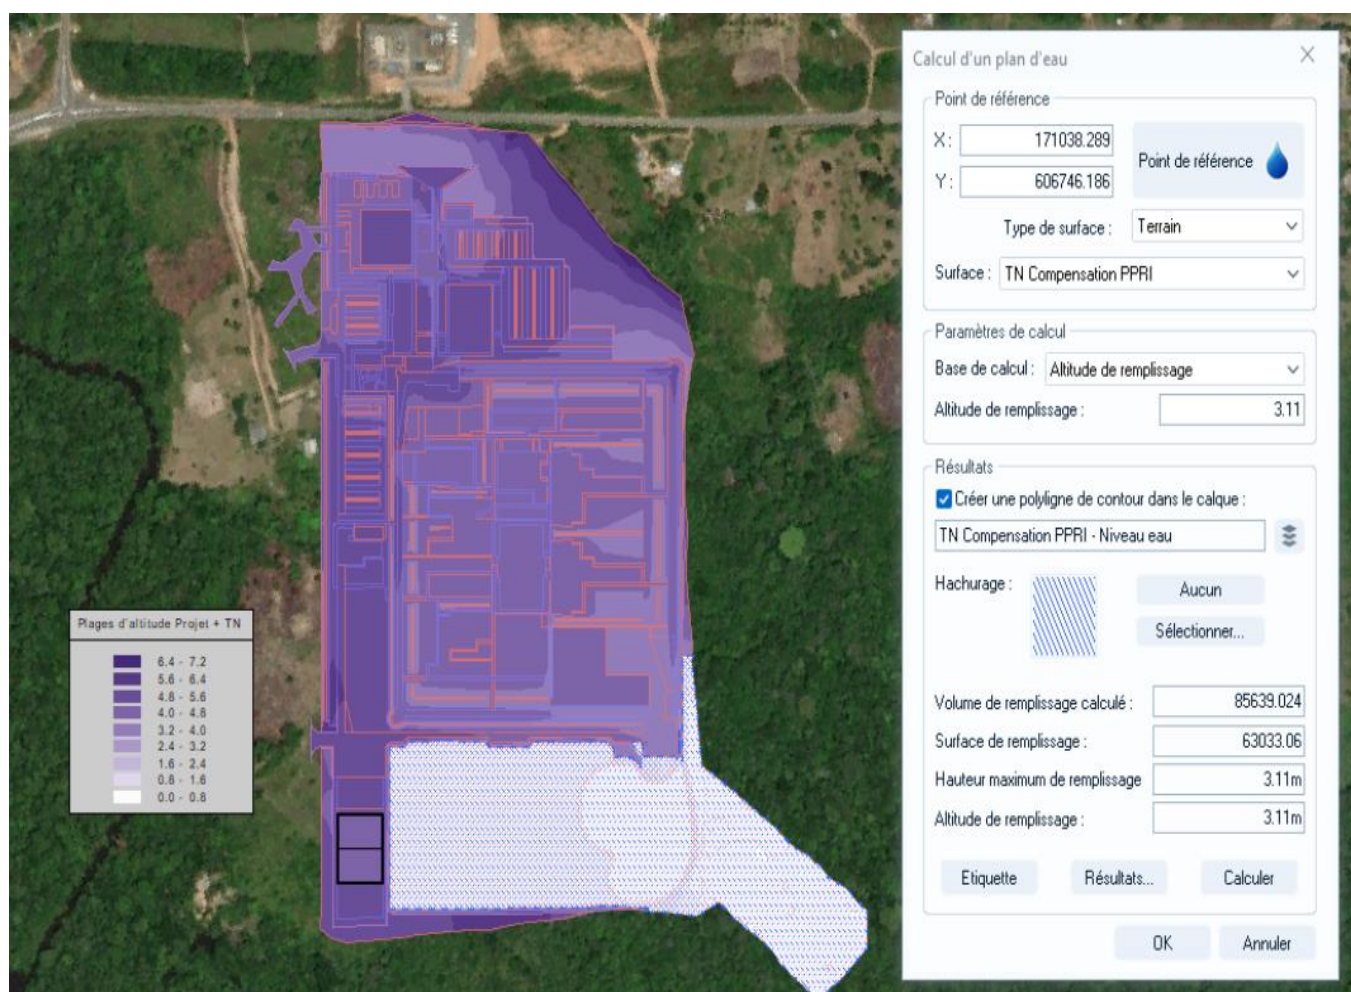 Calcul d'un plan d'eau
Point de référence
X :
171038.289
Y :
606746.186
Point de référence
Type de surface :
Terrain
Surface :
TN Compensation PPRI
Paramètres de calcul
Base de calcul :
Altitude de remplissage
Altitude de remplissage :
3.11
Résultats
Créer une polyligne de contour dans le calque :
TN Compensation PPRI - Niveau eau
Hachurage :
Aucun
Sélectionner...
Volume de remplissage calculé :
85639.024
Surface de remplissage :
63033.06
Hauteur maximum de remplissage
3.11m
Altitude de remplissage :
3.11m
Etiquette
Résultats...
Calculer
OK
Annuler
Plages d'altitude Projet + TN
6.4 - 7.2
5.6 - 6.4
4.8 - 5.6
4.0 - 4.8
3.2 - 4.0
2.4 - 3.2
1.6 - 2.4
0.8 - 1.6
0.0 - 0.8